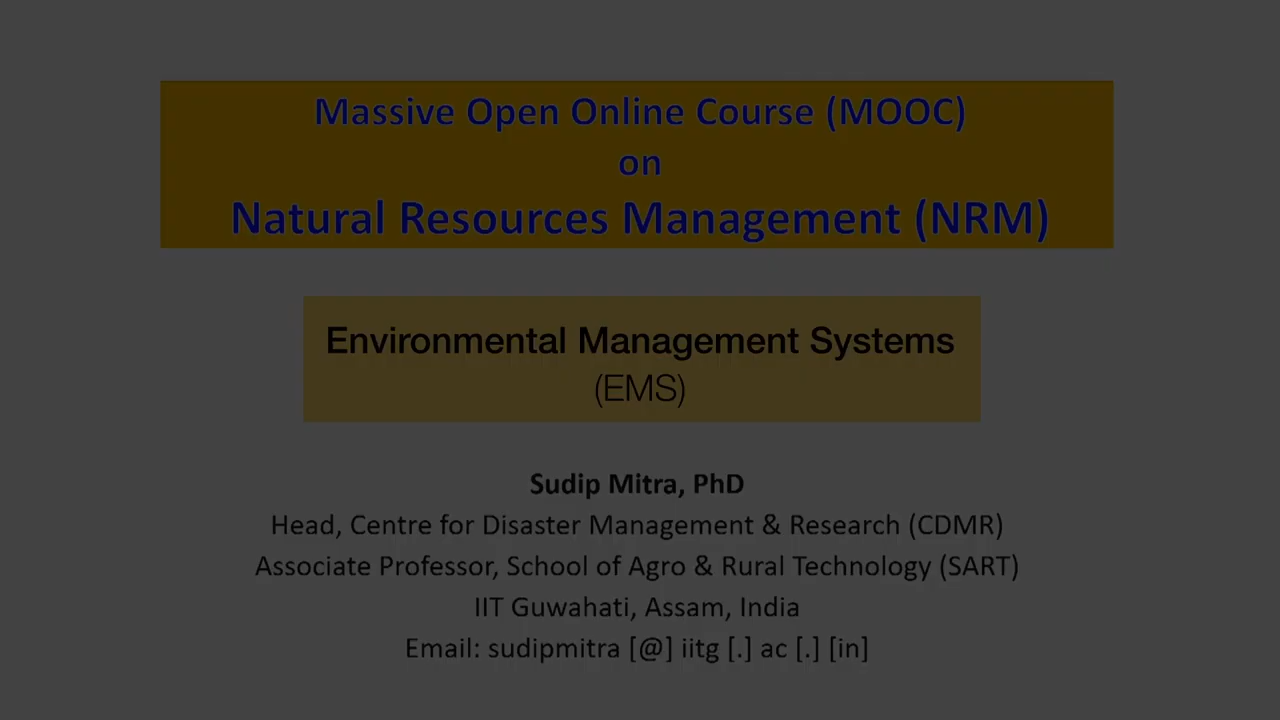 Massive Open Online Course (MOOC)
on
Natural Resources Management (NRM)
Environmental Management Systems
(EMS)
Sudip Mitra, PhD
Head, Centre for Disaster Management & Research (CDMR)
Associate Professor, School of Agro & Rural Technology (SART)
IIT Guwahati, Assam, India
Email: sudipmitra [@] iitg [.] ac [.] [in]